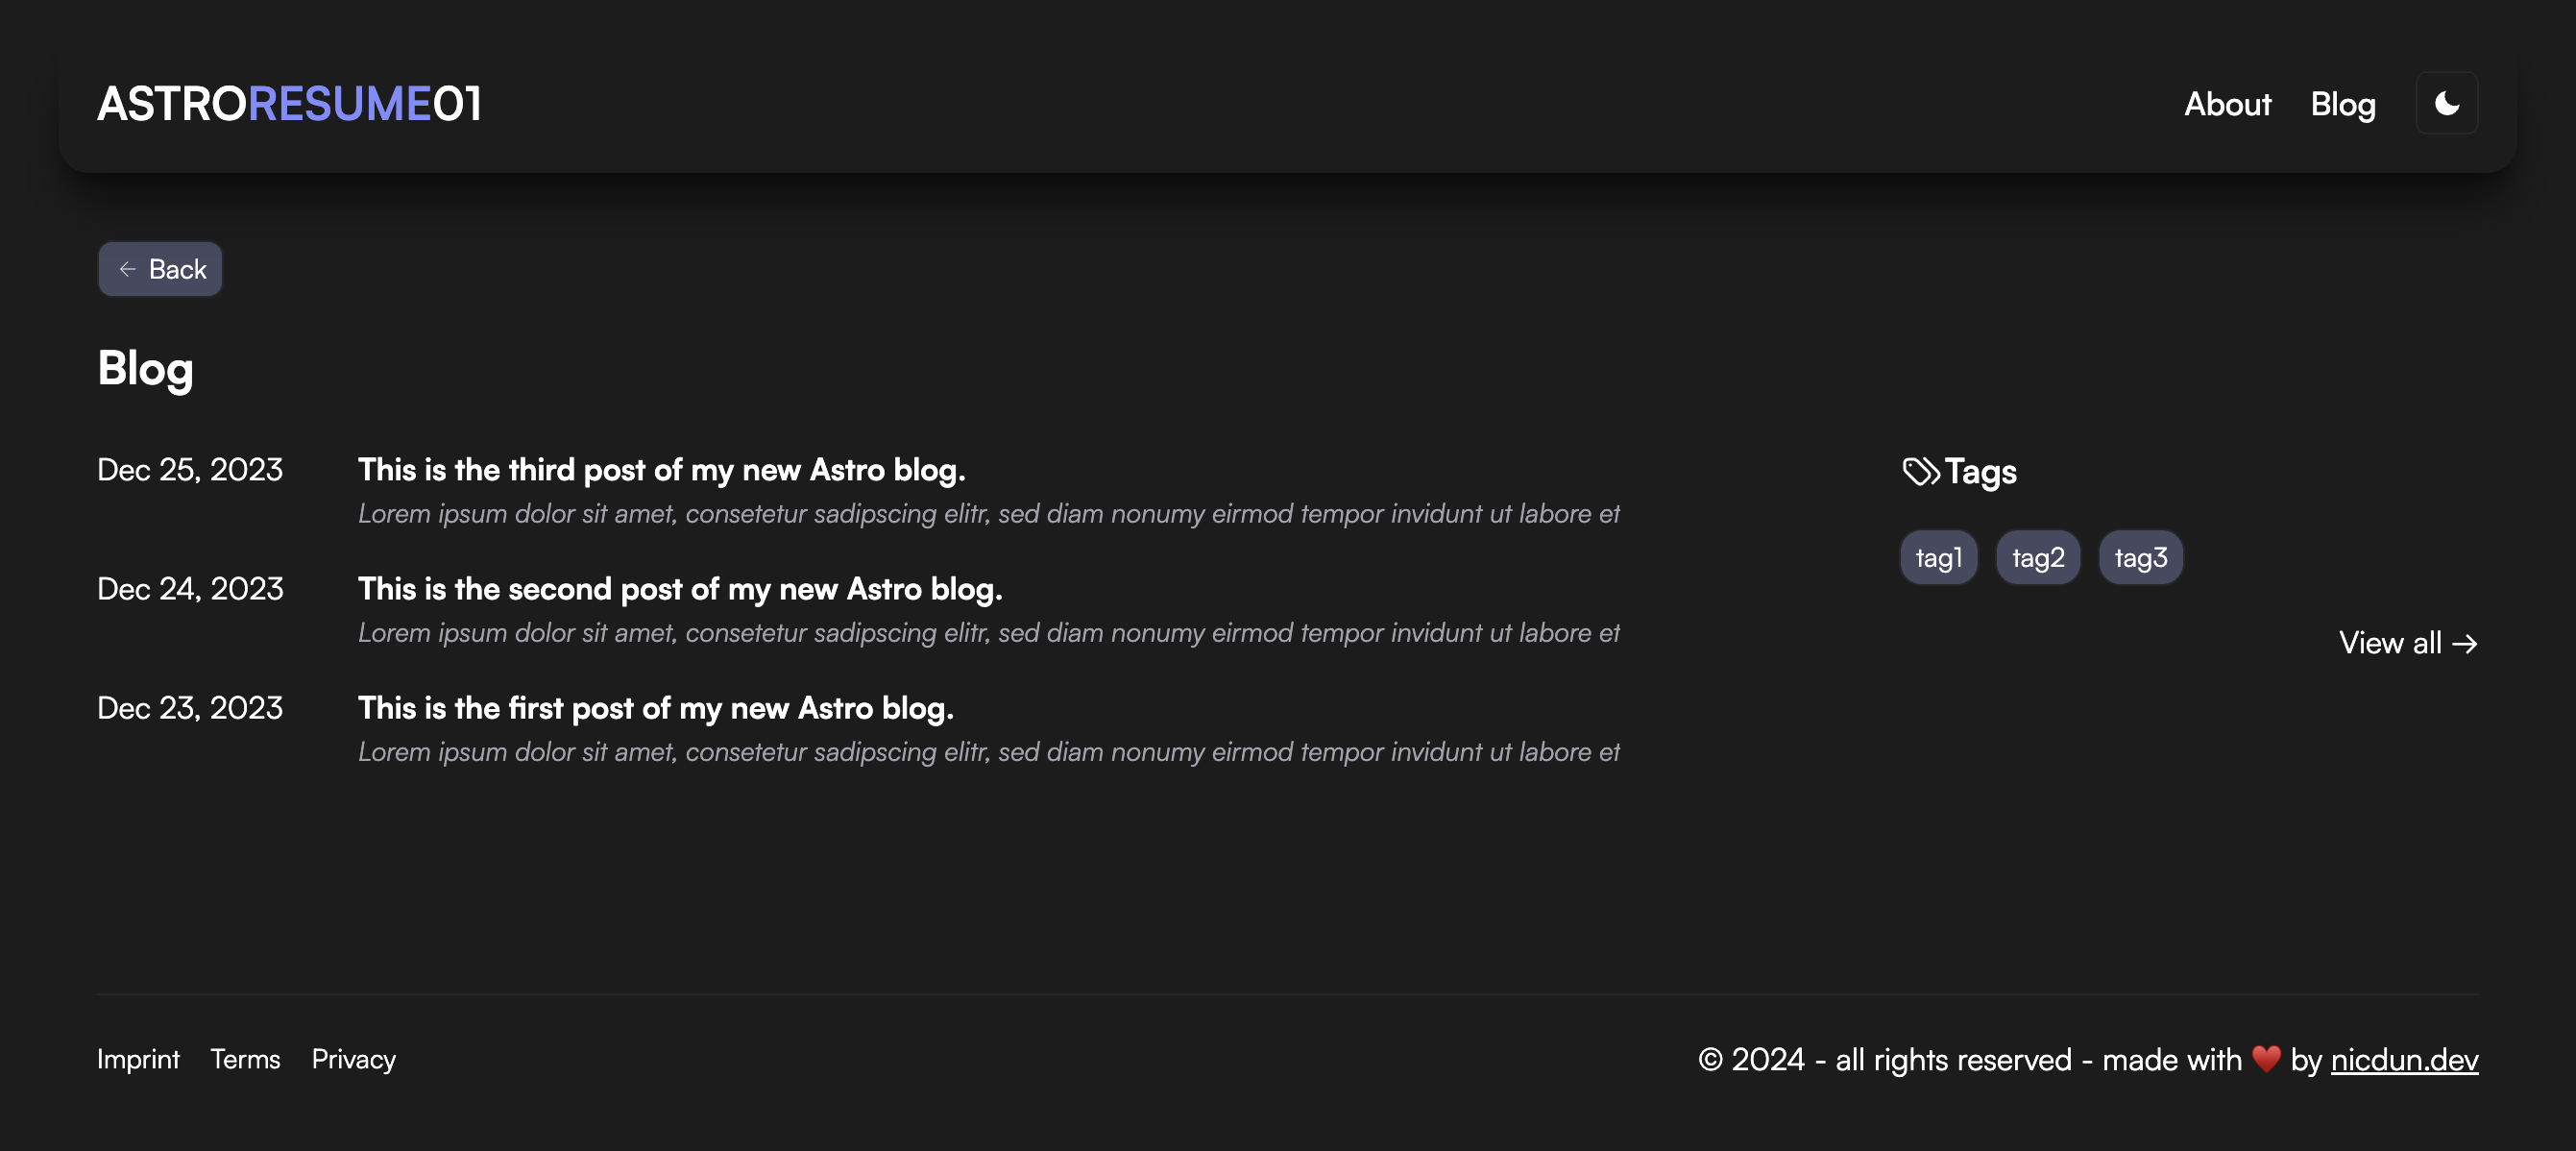 ASTRORESUME01
About Blog
← Back
Blog
Dec 25, 2023
This is the third post of my new Astro blog.
Lorem ipsum dolor sit amet, consetetur sadipscing elitr, sed diam nonumy eirmod tempor invidunt ut labore et
Dec 24, 2023
This is the second post of my new Astro blog.
Lorem ipsum dolor sit amet, consetetur sadipscing elitr, sed diam nonumy eirmod tempor invidunt ut labore et
Dec 23, 2023
This is the first post of my new Astro blog.
Lorem ipsum dolor sit amet, consetetur sadipscing elitr, sed diam nonumy eirmod tempor invidunt ut labore et
Tags
tag1 tag2 tag3
View all →
Imprint Terms Privacy
© 2024 - all rights reserved - made with ♥️ by nicdun.dev